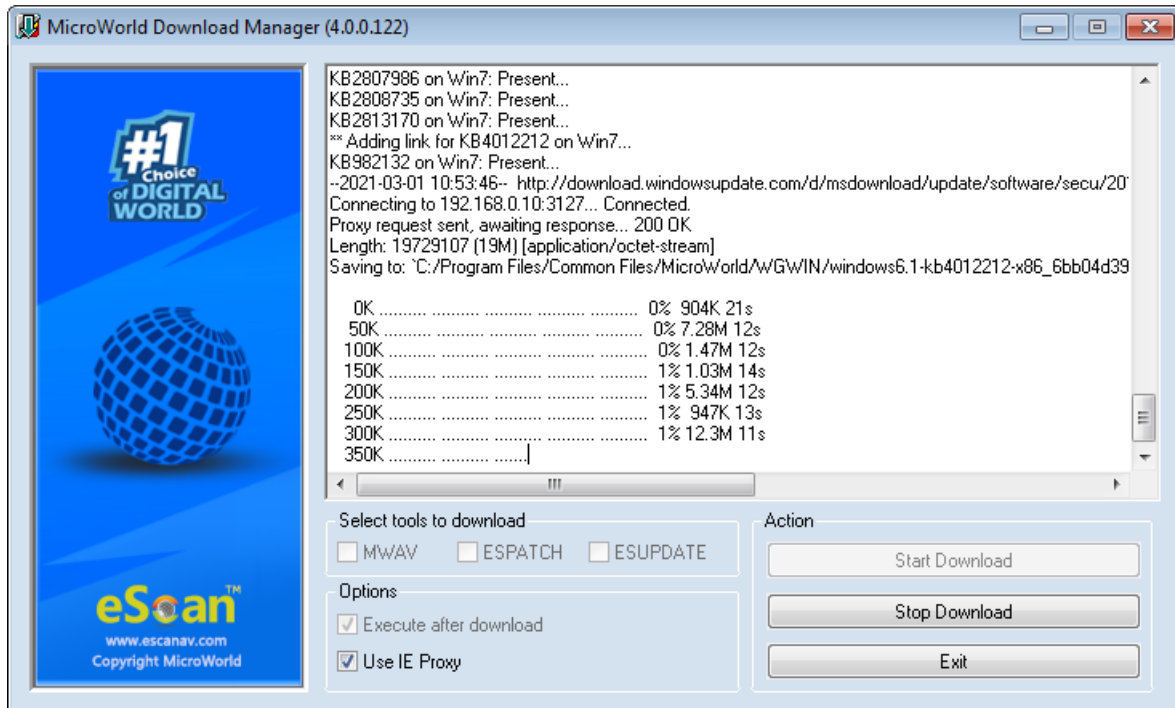 MicroWorld Download Manager (4.0.0.122)
#1
Choice
of DIGITAL
WORLD
eScan™
www.escanav.com
Copyright MicroWorld
KB2807986 on Win7: Present...
KB2808735 on Win7: Present...
KB2813170 on Win7: Present...
** Adding link for KB4012212 on Win7...
KB982132 on Win7: Present...
--2021-03-01 10:53:46-- http://download.windowsupdate.com/d/msdownload/update/software/secu/20
Connecting to 192.168.0.10:3127... Connected.
Proxy request sent, awaiting response... 200 OK
Length: 19729107 (19M) [application/octet-stream]
Saving to: `C:/Program Files/Common Files/MicroWorld/WGWIN/windows6.1-kb4012212-x86_6bb04d39
0K .......... .......... .......... .......... .......... 0% 904K 21s
50K .......... .......... .......... .......... .......... 0% 7.28M 12s
100K .......... .......... .......... .......... .......... 0% 1.47M 12s
150K .......... .......... .......... .......... .......... 1% 1.03M 14s
200K .......... .......... .......... .......... .......... 1% 5.34M 12s
250K .......... .......... .......... .......... .......... 1% 947K 13s
300K .......... .......... .......... .......... .......... 1% 12.3M 11s
350K .......... .......... .......
Select tools to download
MWAV ESPATCH ESUPDATE
Options
Execute after download
Use IE Proxy
Action
Start Download
Stop Download
Exit